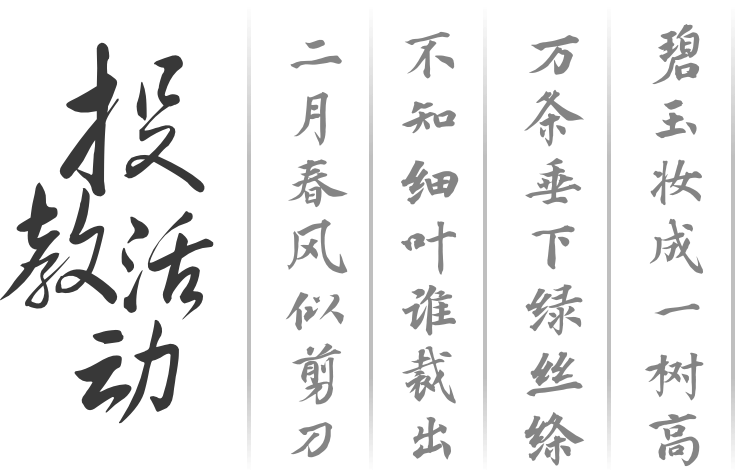 碧玉妆成一树高
万条垂下绿丝绦
不知细叶谁裁出
二月春风似剪刀
投教活动